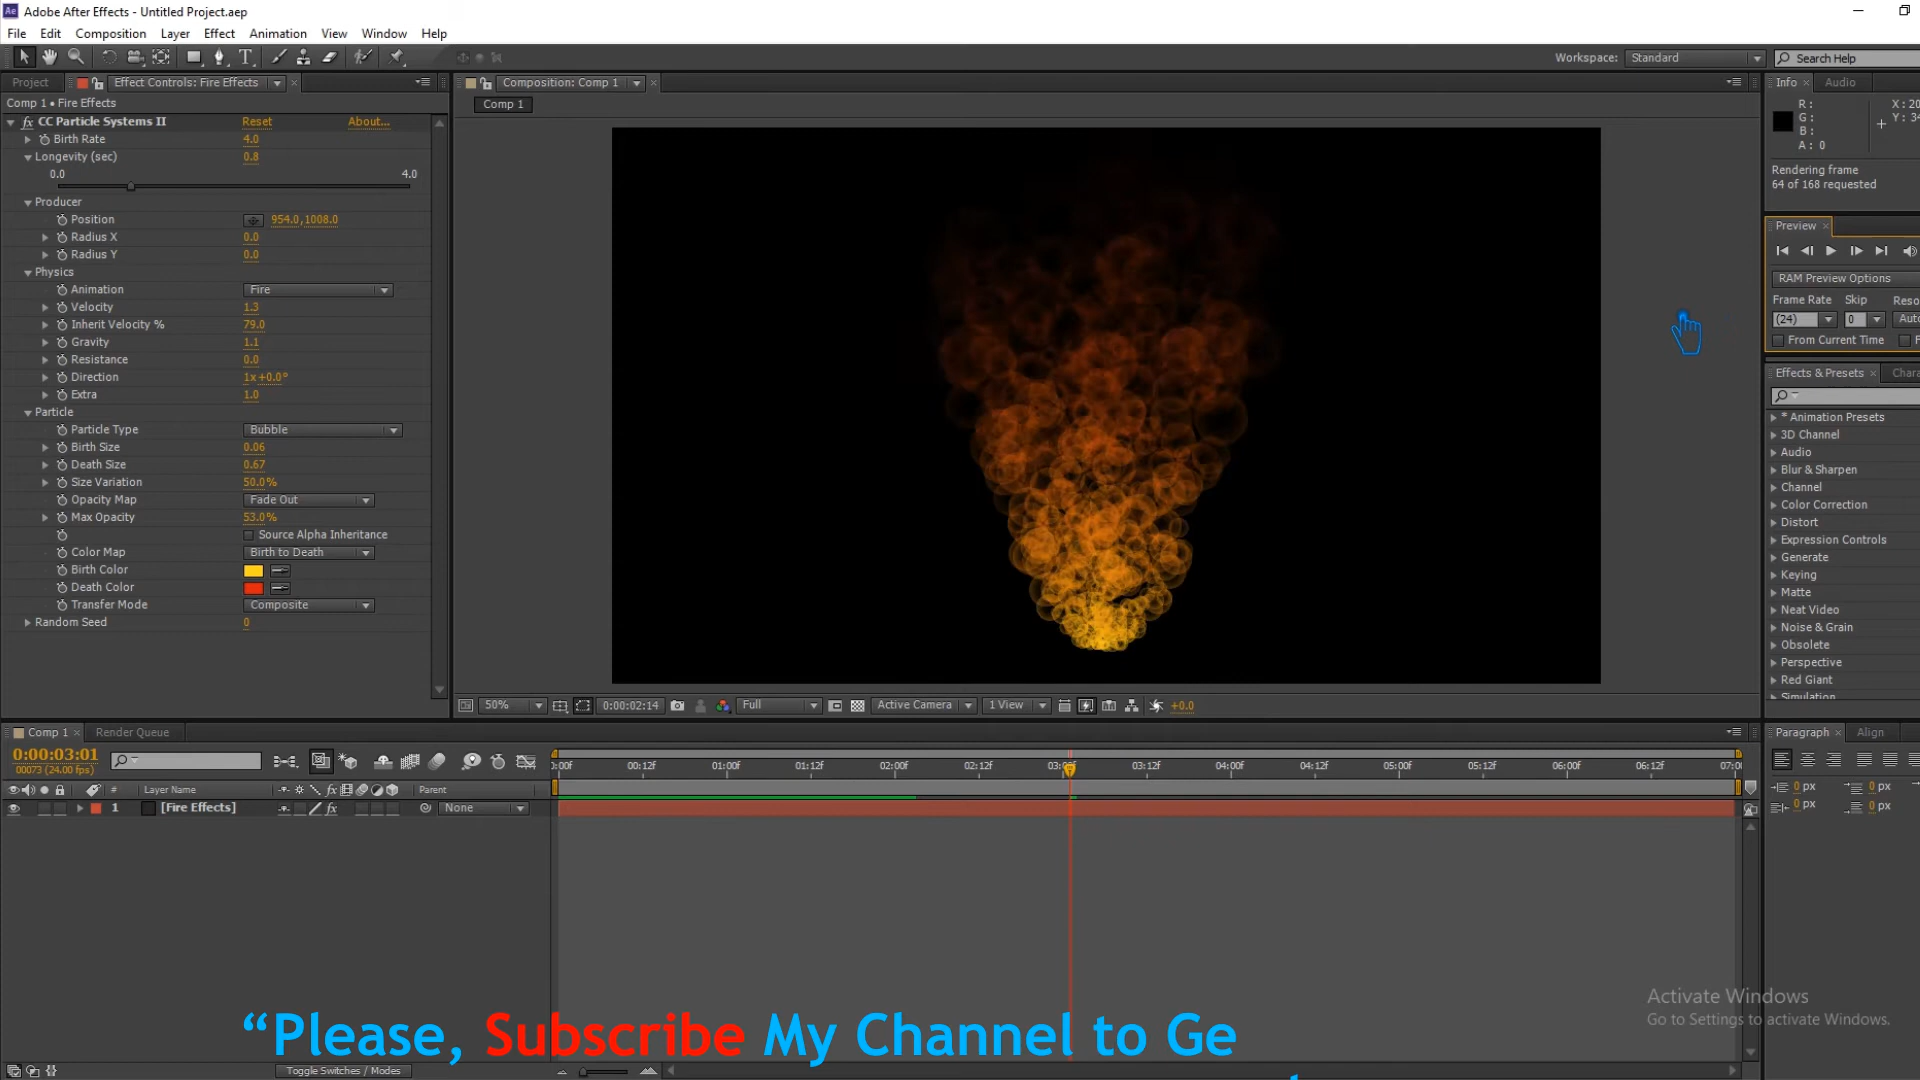 Adobe After Effects - Untitled Project.aep
File Edit Composition Layer Effect Animation View Window Help
Workspace: Standard Search Help
Project Effect Controls: Fire Effects
Comp 1 • Fire Effects
CC Particle Systems II Reset About...
Birth Rate 4.0
Longevity (sec) 0.8
0.0 4.0
Producer
Position 954.0,1008.0
Radius X 0.0
Radius Y 0.0
Physics
Animation Fire
Velocity 1.3
Inherit Velocity % 79.0
Gravity 1.1
Resistance 0.0
Direction 1x+0.0°
Extra 1.0
Particle
Particle Type Bubble
Birth Size 0.06
Death Size 0.67
Size Variation 50.0%
Opacity Map Fade Out
Max Opacity 53.0%
Source Alpha Inheritance
Color Map Birth to Death
Birth Color
Death Color
Transfer Mode Composite
Random Seed 0
Composition: Comp 1
Comp 1
50% 0:00:02:14 Full Active Camera 1 View +0.0
Info Audio
R: X: 20
G: Y: 34
B:
A: 0
Rendering frame
64 of 168 requested
Preview
RAM Preview Options
Frame Rate Skip Reso
(24) 0 Auto
From Current Time F
Effects & Presets Chara
* Animation Presets
3D Channel
Audio
Blur & Sharpen
Channel
Color Correction
Distort
Expression Controls
Generate
Keying
Matte
Neat Video
Noise & Grain
Obsolete
Perspective
Red Giant
Simulation
Comp 1 Render Queue
0:00:03:01
00073 (24.00 fps)
# Layer Name Parent
1 [Fire Effects] None
:00f 00:12f 01:00f 01:12f 02:00f 02:12f 03:00f 03:12f 04:00f 04:12f 05:00f 05:12f 06:00f 06:12f 07:00
Paragraph Align
0 px 0 px
0 px 0 px
Toggle Switches / Modes
Activate Windows
Go to Settings to activate Windows.
“Please, Subscribe My Channel to Ge